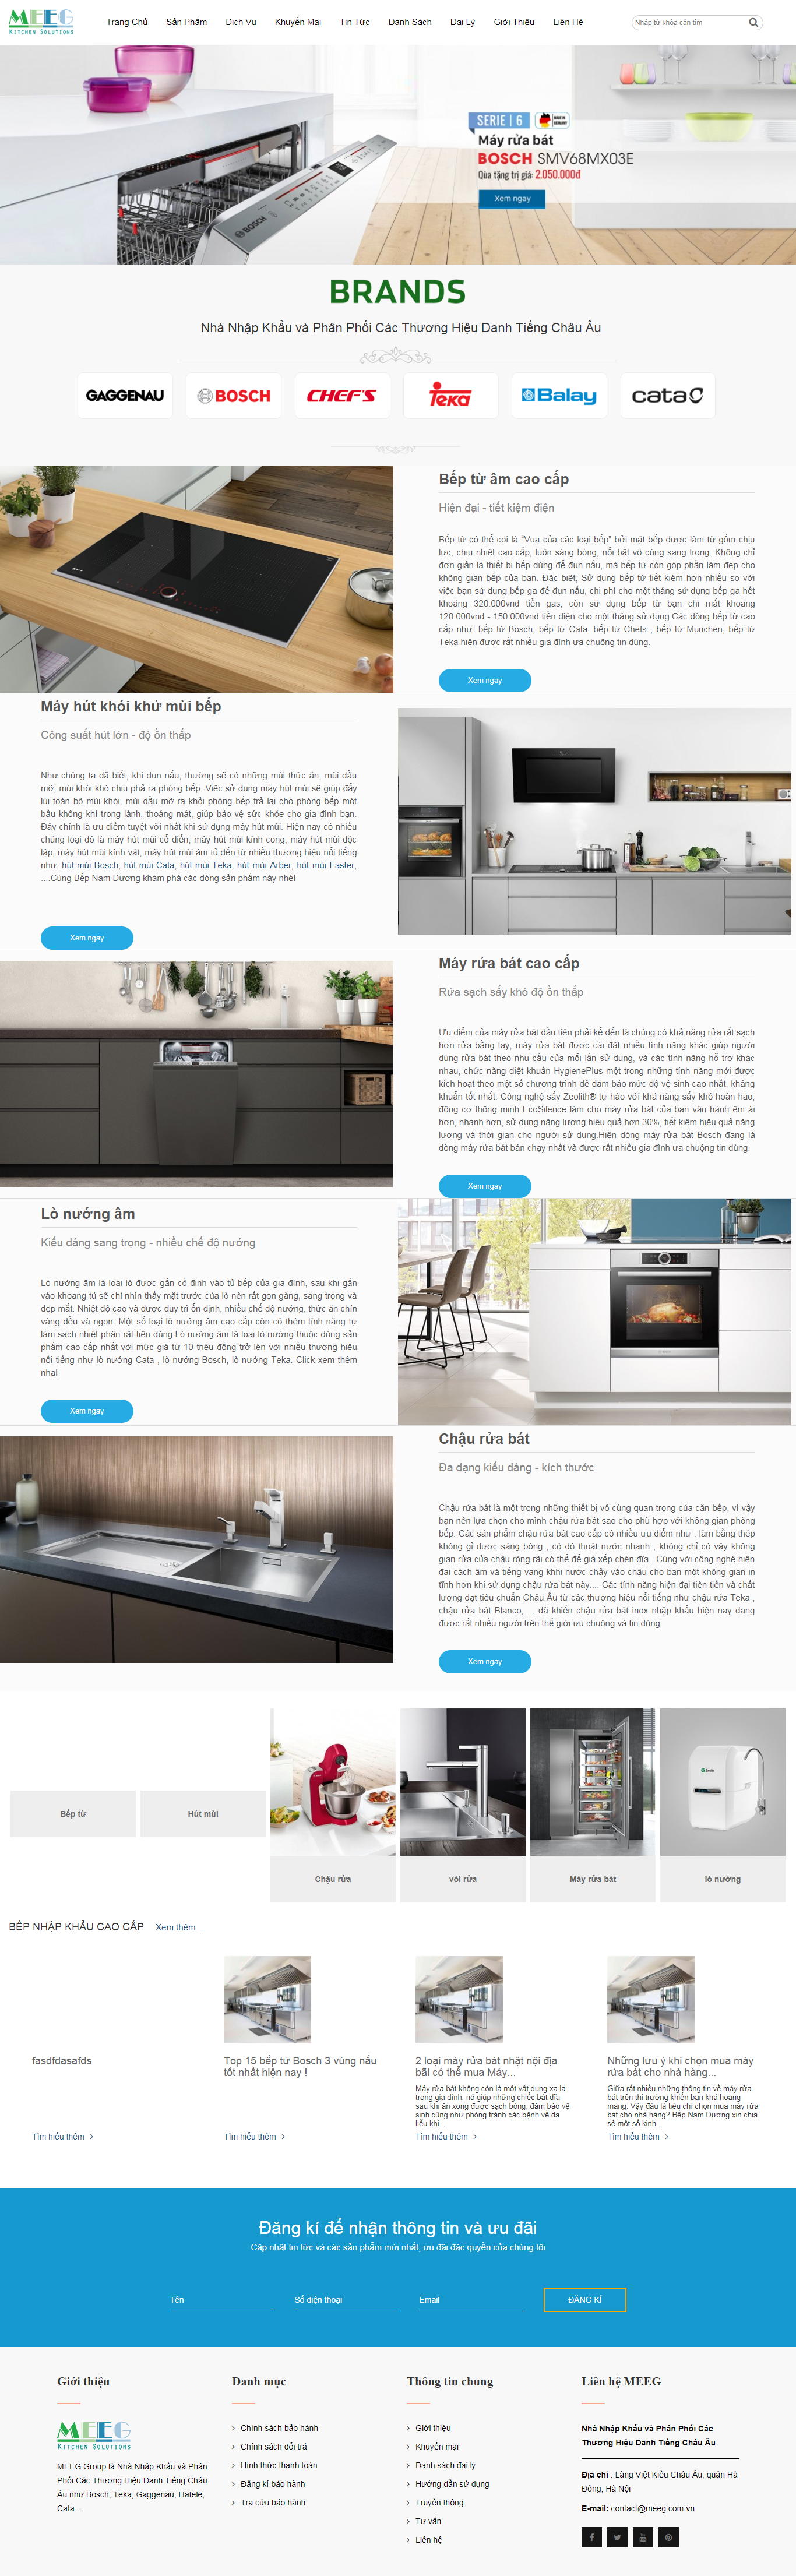 MEEG
KITCHEN SOLUTIONS
Trang Chủ Sản Phẩm Dịch Vụ Khuyến Mại Tin Tức Danh Sách Đại Lý Giới Thiệu Liên Hệ
Nhập từ khóa cần tìm
SERIE | 6
Máy rửa bát
BOSCH SMV68MX03E
Qùa tặng trị giá: 2.050.000đ
Xem ngay
BOSCH
BRANDS
Nhà Nhập Khẩu và Phân Phối Các Thương Hiệu Danh Tiếng Châu Âu
GAGGENAU BOSCH CHEF'S Teka Balay cata
Bếp từ âm cao cấp
Hiện đại - tiết kiệm điện
Bếp từ có thể coi là "Vua của các loại bếp" bởi mặt bếp được làm từ gốm chịu
lực, chịu nhiệt cao cấp, luôn sáng bóng, nổi bật vô cùng sang trọng. Không chỉ
đơn giản là thiết bị bếp dùng để đun nấu, mà bếp từ còn góp phần làm đẹp cho
không gian bếp của bạn. Đặc biệt, Sử dụng bếp từ tiết kiệm hơn nhiều so với
việc bạn sử dụng bếp ga để đun nấu, chi phí cho một tháng sử dụng bếp ga hết
khoảng 320.000vnd tiền gas, còn sử dụng bếp từ bạn chỉ mất khoảng
120.000vnd - 150.000vnd tiền điện cho một tháng sử dụng.Các dòng bếp từ cao
cấp như: bếp từ Bosch, bếp từ Cata, bếp từ Chefs , bếp từ Munchen, bếp từ
Teka hiện được rất nhiều gia đình ưa chuộng tin dùng.
Xem ngay
Máy hút khói khử mùi bếp
Công suất hút lớn - độ ồn thấp
Như chúng ta đã biết, khi đun nấu, thường sẽ có những mùi thức ăn, mùi dầu
mỡ, mùi khói khó chịu phả ra phòng bếp. Việc sử dụng máy hút mùi sẽ giúp đẩy
lùi toàn bộ mùi khói, mùi dầu mỡ ra khỏi phòng bếp trả lại cho phòng bếp một
bầu không khí trong lành, thoáng mát, giúp bảo vệ sức khỏe cho gia đình bạn.
Đây chính là ưu điểm tuyệt vời nhất khi sử dụng máy hút mùi. Hiện nay có nhiều
chủng loại đó là máy hút mùi cổ điển, máy hút mùi kính cong, máy hút mùi độc
lập, máy hút mùi kính vát, máy hút mùi âm tủ đến từ nhiều thương hiệu nổi tiếng
như: hút mùi Bosch, hút mùi Cata, hút mùi Teka, hút mùi Arber, hút mùi Faster,
....Cùng Bếp Nam Dương khám phá các dòng sản phẩm này nhé!
Xem ngay
Máy rửa bát cao cấp
Rửa sạch sấy khô độ ồn thấp
Ưu điểm của máy rửa bát đầu tiên phải kể đến là chúng có khả năng rửa rất sạch
hơn rửa bằng tay, máy rửa bát được cài đặt nhiều tính năng khác giúp người
dùng rửa bát theo nhu cầu của mỗi lần sử dụng, và các tính năng hỗ trợ khác
nhau, chức năng diệt khuẩn HygienePlus một trong những tính năng mới được
kích hoạt theo một số chương trình để đảm bảo mức độ vệ sinh cao nhất, kháng
khuẩn tốt nhất. Công nghệ sấy Zeolith® tự hào với khả năng sấy khô hoàn hảo,
động cơ thông minh EcoSilence làm cho máy rửa bát của bạn vận hành êm ái
hơn, nhanh hơn, sử dụng năng lượng hiệu quả hơn 30%, tiết kiệm hiệu quả năng
lượng và thời gian cho người sử dụng.Hiện dòng máy rửa bát Bosch đang là
dòng máy rửa bát bán chạy nhất và được rất nhiều gia đình ưa chuộng tin dùng.
Xem ngay
Lò nướng âm
Kiểu dáng sang trọng - nhiều chế độ nướng
Lò nướng âm là loại lò được gắn cố định vào tủ bếp của gia đình, sau khi gắn
vào khoang tủ sẽ chỉ nhìn thấy mặt trước của lò nên rất gọn gàng, sang trọng và
đẹp mắt. Nhiệt độ cao và được duy trì ổn định, nhiều chế độ nướng, thức ăn chín
vàng đều và ngon: Một số loại lò nướng âm cao cấp còn có thêm tính năng tự
làm sạch nhiệt phân rất tiện dùng.Lò nướng âm là loại lò nướng thuộc dòng sản
phẩm cao cấp nhất với mức giá từ 10 triệu đồng trở lên với nhiều thương hiệu
nổi tiếng như lò nướng Cata , lò nướng Bosch, lò nướng Teka. Click xem thêm
nha!
Xem ngay
Chậu rửa bát
Đa dạng kiểu dáng - kích thước
Chậu rửa bát là một trong những thiết bị vô cùng quan trọng của căn bếp, vì vậy
bạn nên lựa chọn cho mình chậu rửa bát sao cho phù hợp với không gian phòng
bếp. Các sản phẩm chậu rửa bát cao cấp có nhiều ưu điểm như : làm bằng thép
không gỉ được sáng bóng , có độ thoát nước nhanh , không chỉ có vậy không
gian rửa của chậu rộng rãi có thể để giá xếp chén đĩa . Cùng với công nghệ hiện
đại cách âm và tiếng vang khhi nước chảy vào chậu cho bạn một không gian in
tĩnh hơn khi sử dụng chậu rửa bát này.... Các tính năng hiện đại tiên tiến và chất
lượng đạt tiêu chuẩn Châu Âu từ các thương hiệu nổi tiếng như chậu rửa Teka ,
chậu rửa bát Blanco, ... đã khiến chậu rửa bát inox nhập khẩu hiện nay đang
được rất nhiều người trên thế giới ưu chuộng và tin dùng.
Xem ngay
Bếp từ Hút mùi Chậu rửa vòi rửa Máy rửa bát lò nướng
BẾP NHẬP KHẨU CAO CẤP Xem thêm ...
fasdfdasafds
Tìm hiểu thêm
Top 15 bếp từ Bosch 3 vùng nấu
tốt nhất hiện nay !
Tìm hiểu thêm
2 loại máy rửa bát nhật nội địa
bãi có thể mua Máy...
Máy rửa bát không còn là một vật dụng xa lạ
trong gia đình, nó giúp những chiếc bát đĩa
sau khi ăn xong được sạch bóng, đảm bảo vệ
sinh cũng như phòng tránh các bệnh về da
liễu khi...
Tìm hiểu thêm
Những lưu ý khi chọn mua máy
rửa bát cho nhà hàng...
Giữa rất nhiều những thông tin về máy rửa
bát trên thị trường khiến bạn khá hoang
mang. Vậy đâu là tiêu chí chọn mua máy rửa
bát cho nhà hàng? Bếp Nam Dương xin chia
sẻ một số kinh...
Tìm hiểu thêm
Đăng kí để nhận thông tin và ưu đãi
Cập nhật tin tức và các sản phẩm mới nhất, ưu đãi đặc quyền của chúng tôi
Tên Số điện thoại Email ĐĂNG KÍ
Giới thiệu
MEEG
KITCHEN SOLUTIONS
MEEG Group là Nhà Nhập Khẩu và Phân
Phối Các Thương Hiệu Danh Tiếng Châu
Âu như Bosch, Teka, Gaggenau, Hafele,
Cata...
Danh mục
Chính sách bảo hành
Chính sách đổi trả
Hình thức thanh toán
Đăng kí bảo hành
Tra cứu bảo hành
Thông tin chung
Giới thiệu
Khuyến mại
Danh sách đại lý
Hướng dẫn sử dụng
Truyền thông
Tư vấn
Liên hệ
Liên hệ MEEG
Nhà Nhập Khẩu và Phân Phối Các
Thương Hiệu Danh Tiếng Châu Âu
Địa chỉ : Làng Việt Kiều Châu Âu, quận Hà
Đông, Hà Nội
E-mail: contact@meeg.com.vn